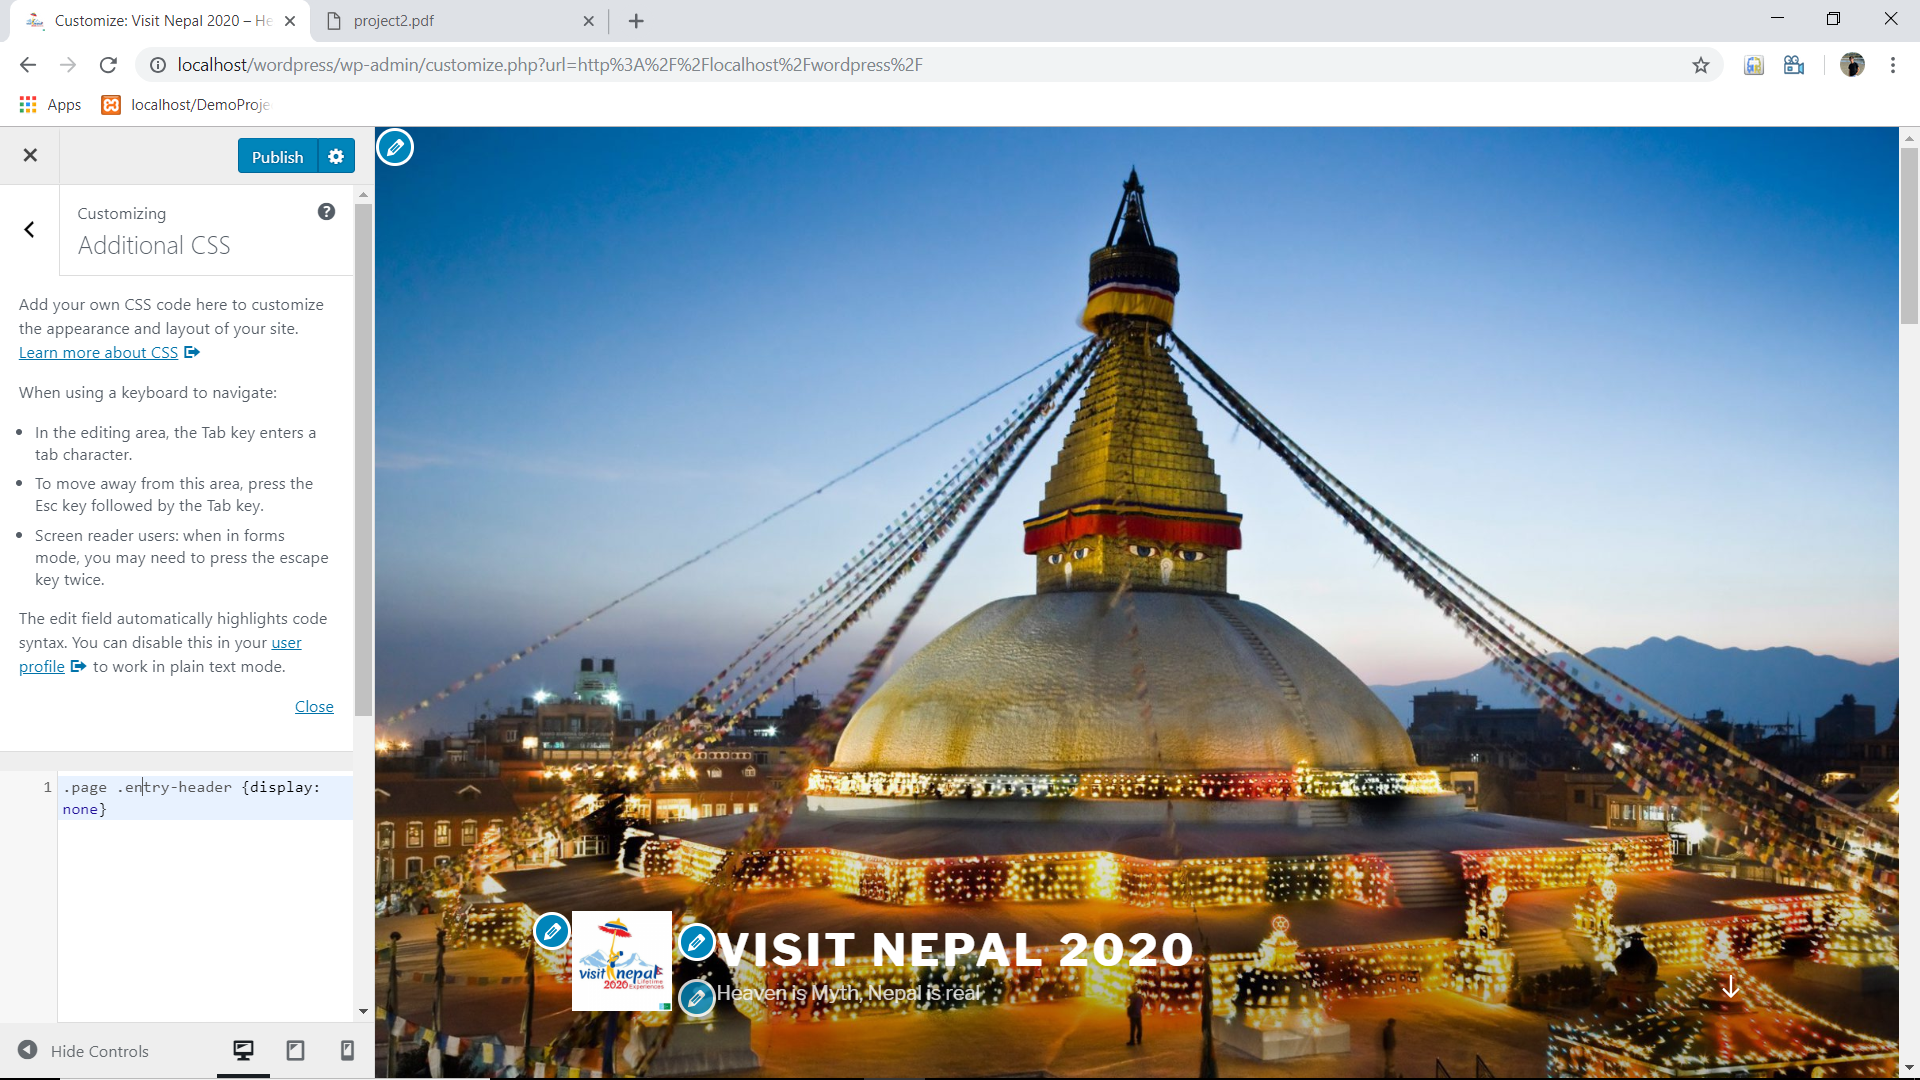 Customize: Visit Nepal 2020 – He
project2.pdf
localhost/wordpress/wp-admin/customize.php?url=http%3A%2F%2Flocalhost%2Fwordpress%2F
Apps
localhost/DemoProje
Publish
Customizing
Additional CSS
Add your own CSS code here to customize
the appearance and layout of your site.
Learn more about CSS
When using a keyboard to navigate:
In the editing area, the Tab key enters a
tab character.
To move away from this area, press the
Esc key followed by the Tab key.
Screen reader users: when in forms
mode, you may need to press the escape
key twice.
The edit field automatically highlights code
syntax. You can disable this in your user
profile to work in plain text mode.
Close
1 .page .entry-header {display:
none}
Hide Controls
visit nepal
2020 Lifetime
Experiences
VISIT NEPAL 2020
Heaven is Myth, Nepal is real